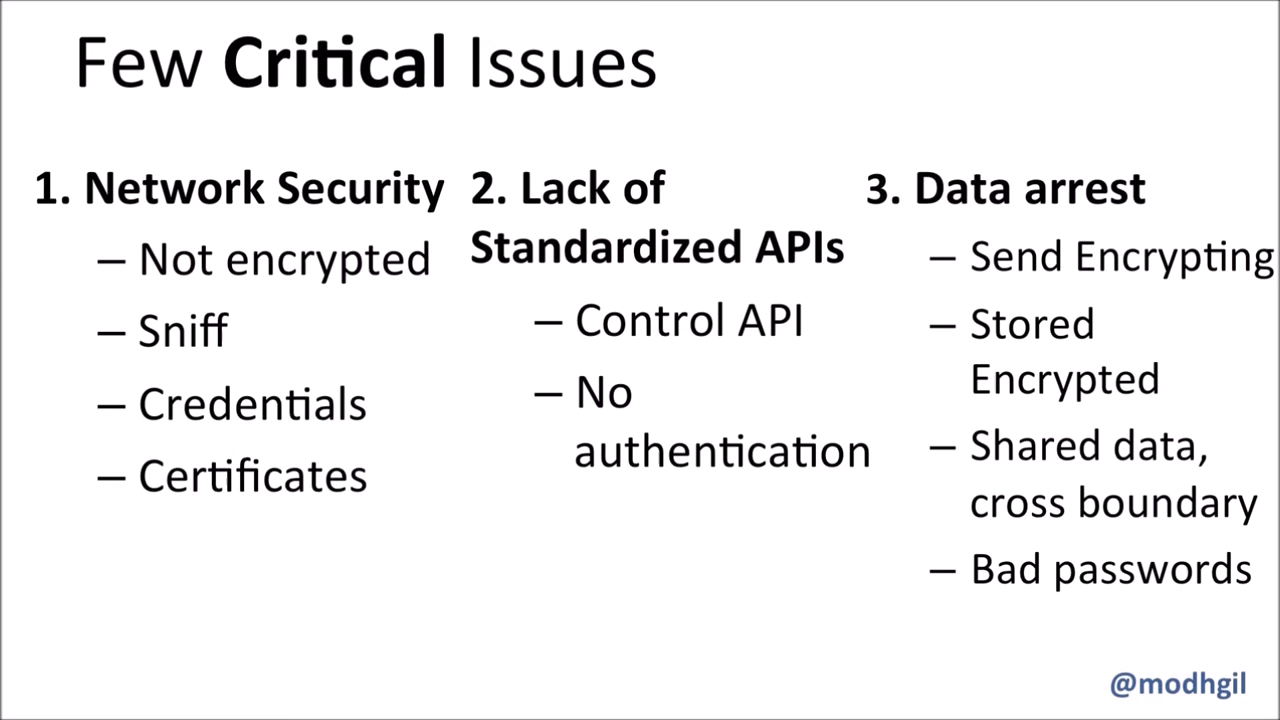 Few Critical Issues
1. Network Security
– Not encrypted
– Sniff
– Credentials
– Certificates
2. Lack of
Standardized APIs
– Control API
– No
authentication
3. Data arrest
– Send Encrypting
– Stored
Encrypted
– Shared data,
cross boundary
– Bad passwords
@modhgil